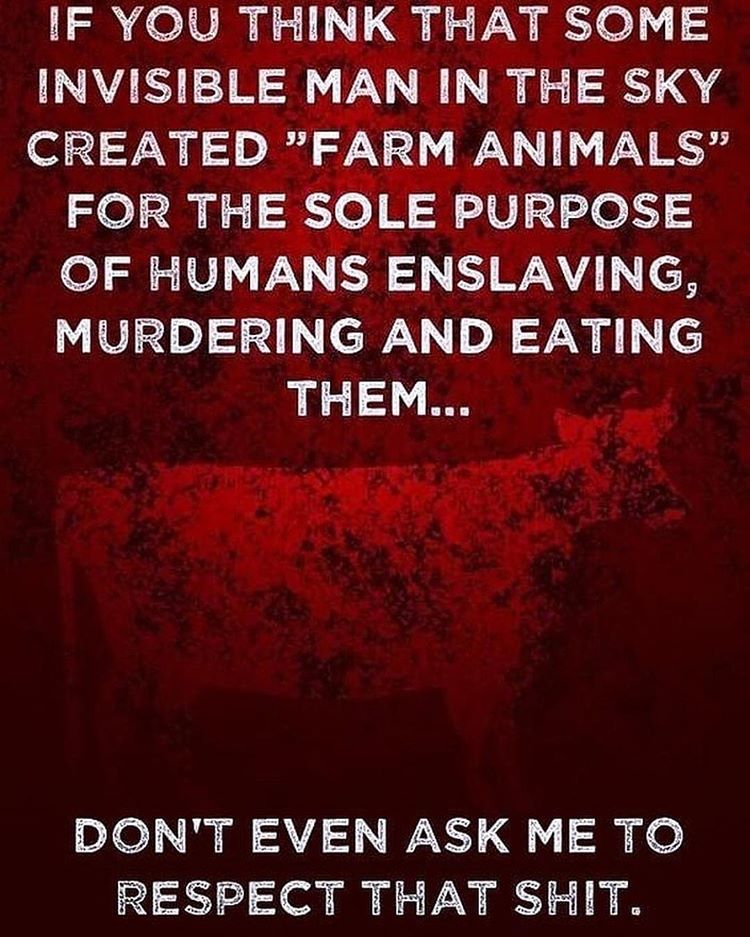 IF YOU THINK THAT SOME
INVISIBLE MAN IN THE SKY
CREATED ”FARM ANIMALS”
FOR THE SOLE PURPOSE
OF HUMANS ENSLAVING,
MURDERING AND EATING
THEM...
DON'T EVEN ASK ME TO
RESPECT THAT SHIT.